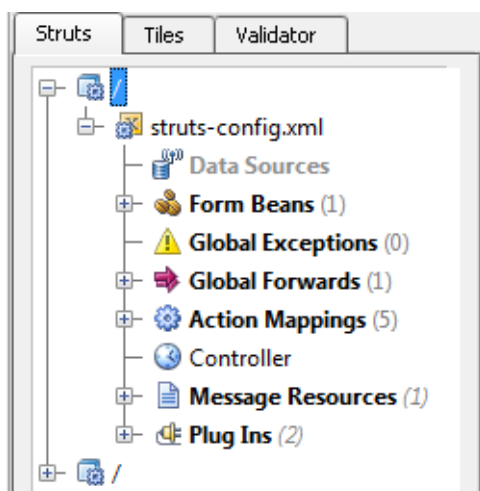 Struts Tiles Validator
/
struts-config.xml
Data Sources
Form Beans (1)
Global Exceptions (0)
Global Forwards (1)
Action Mappings (5)
Controller
Message Resources (1)
Plug Ins (2)
/